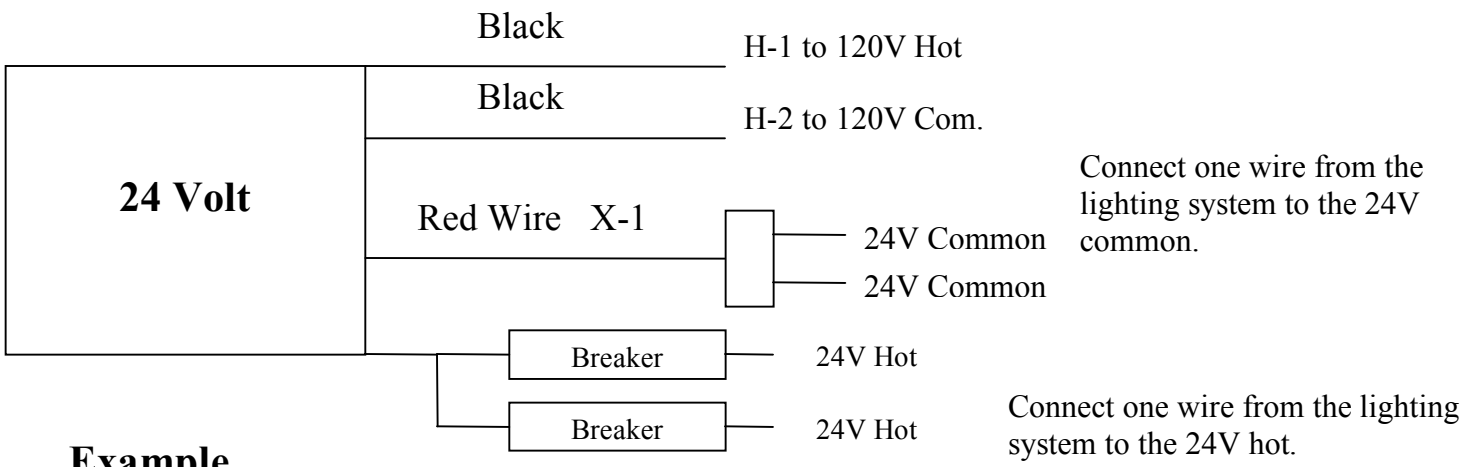 Black
H-1 to 120V Hot
Black
H-2 to 120V Com.
24 Volt
Red Wire X-1
24V Common
24V Common
Connect one wire from the
lighting system to the 24V
common.
Breaker
24V Hot
Breaker
24V Hot
Connect one wire from the lighting
system to the 24V hot.
Example